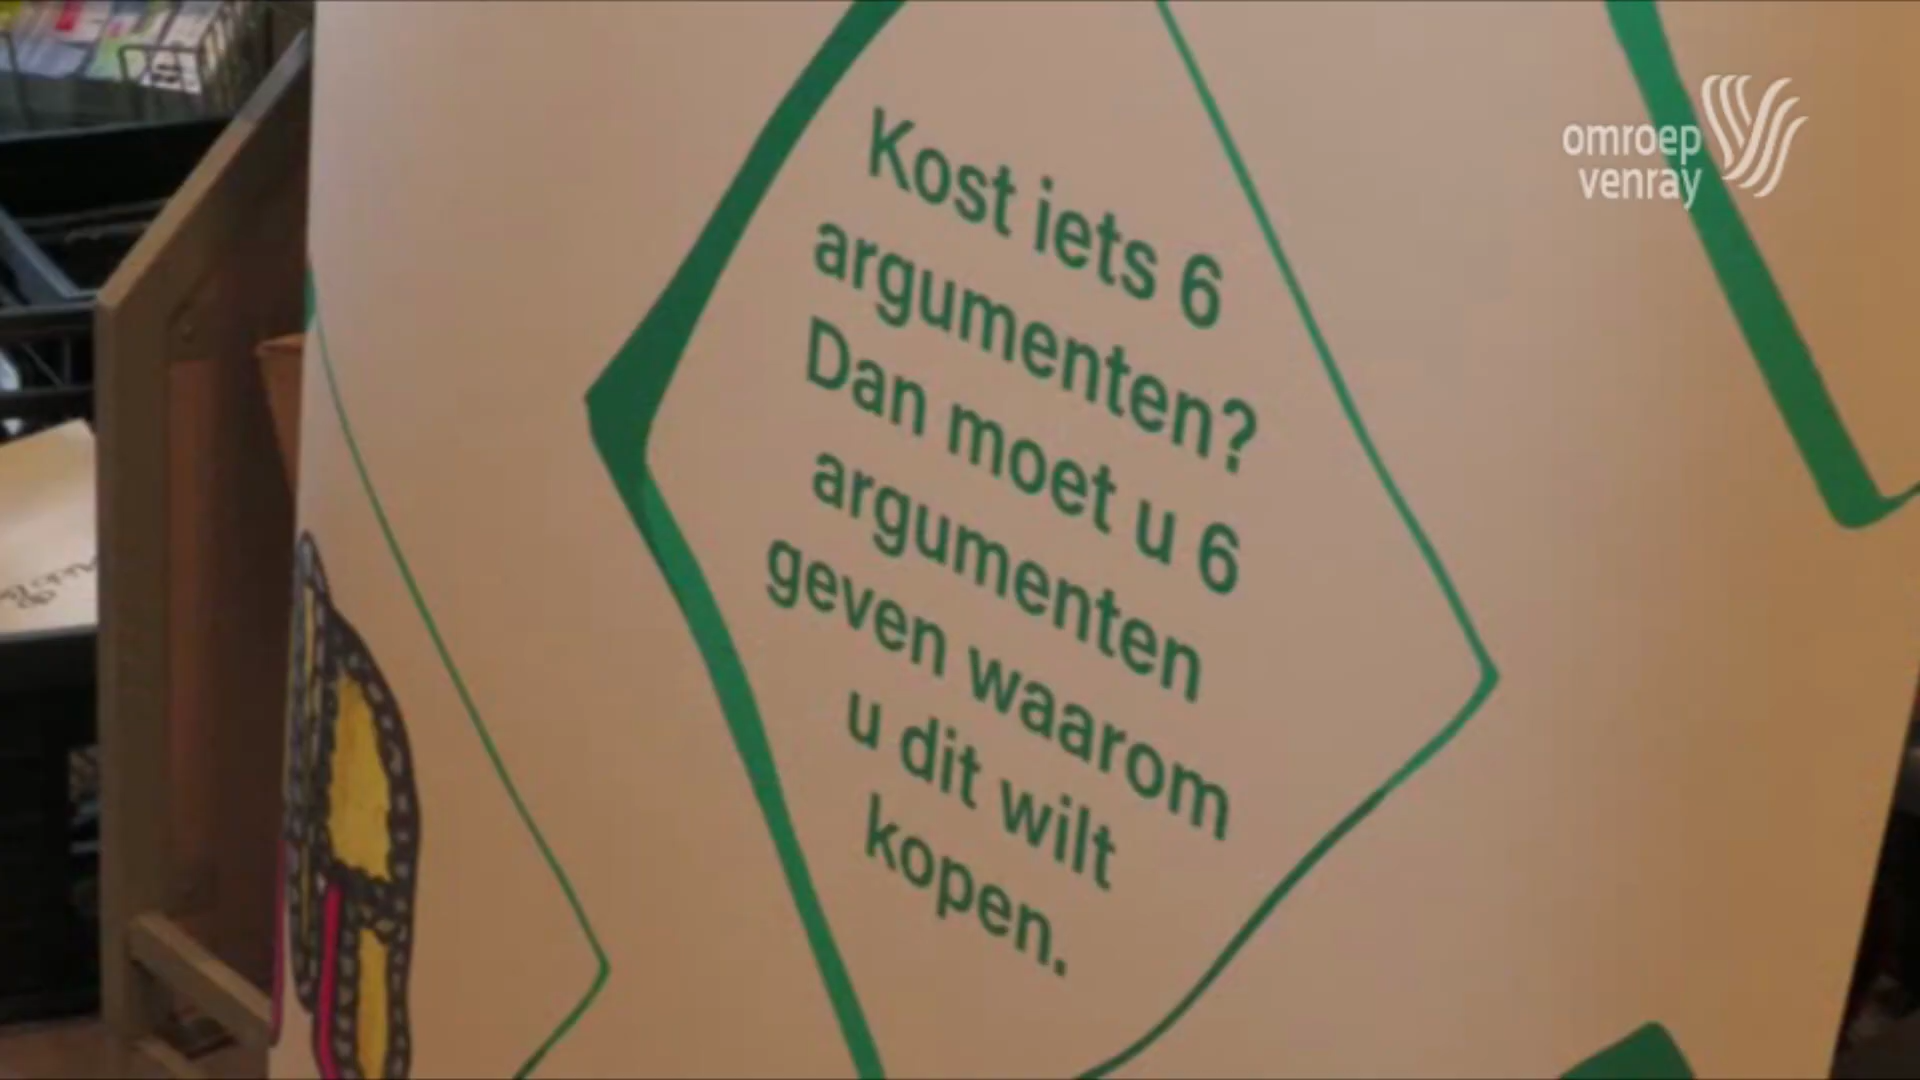 Kost iets 6
argumenten?
Dan moet u 6
argumenten
geven waarom
u dit wilt
kopen.
omroep
venray